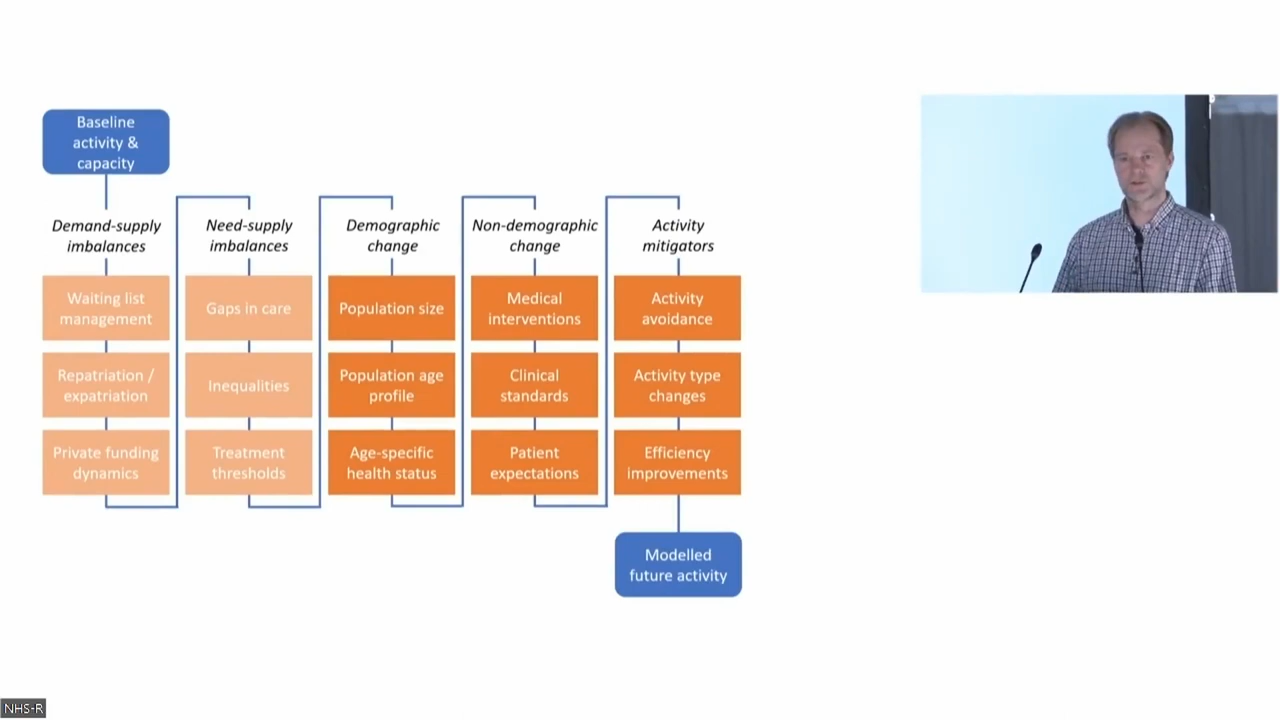 Baseline
activity &
capacity
Demand-supply
imbalances
Waiting list
management
Repatriation /
expatriation
Private funding
dynamics
Need-supply
imbalances
Gaps in care
Inequalities
Treatment
thresholds
Demographic
change
Population size
Population age
profile
Age-specific
health status
Non-demographic
change
Medical
interventions
Clinical
standards
Patient
expectations
Activity
mitigators
Activity
avoidance
Activity type
changes
Efficiency
improvements
Modelled
future activity
NHS-R